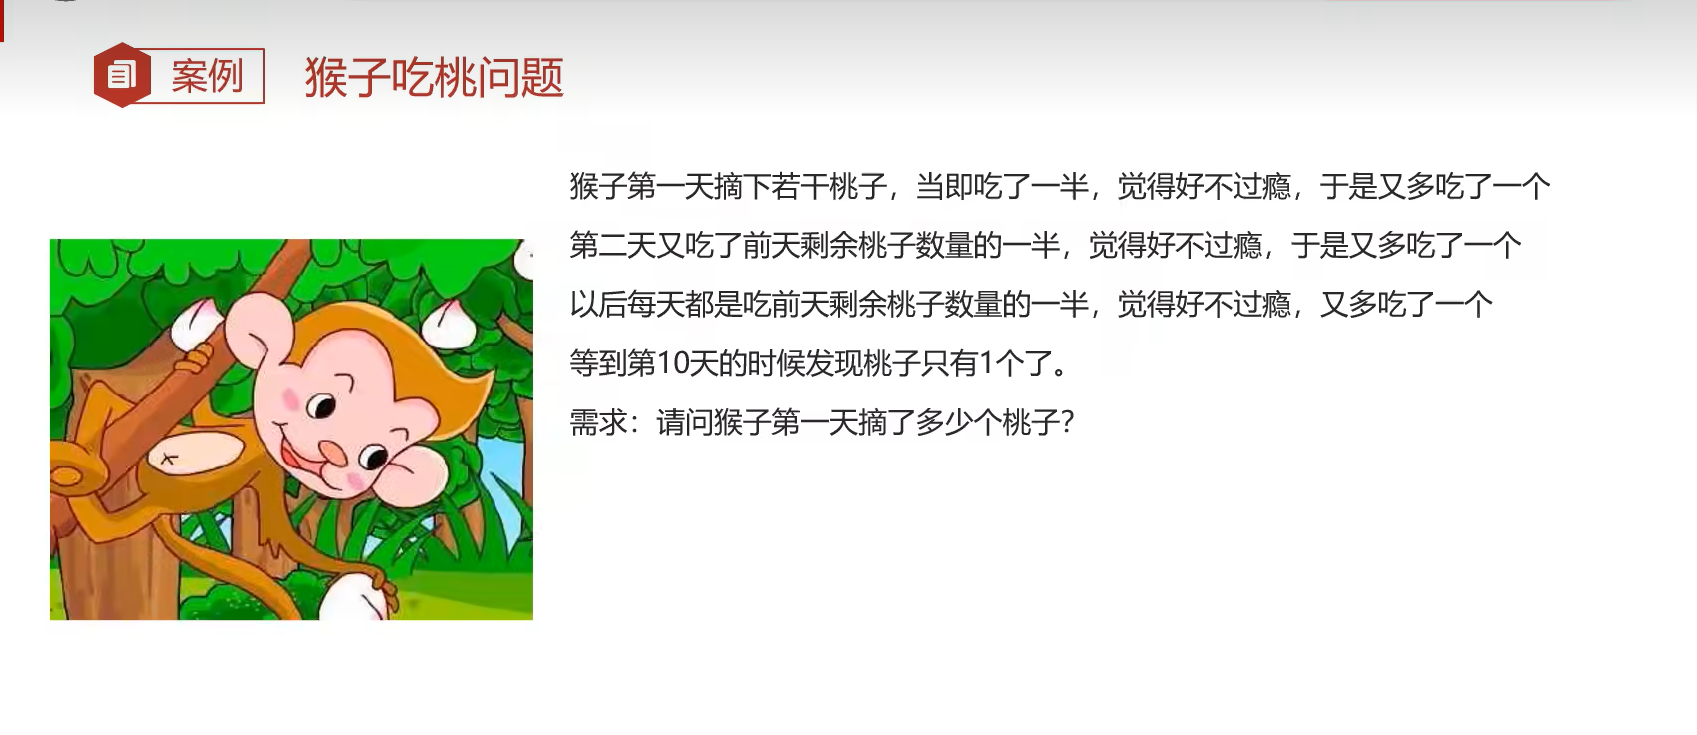 案例
猴子吃桃问题
猴子第一天摘下若干桃子，当即吃了一半，觉得好不过瘾，于是又多吃了一个
第二天又吃了前天剩余桃子数量的一半，觉得好不过瘾，于是又多吃了一个
以后每天都是吃前天剩余桃子数量的一半，觉得好不过瘾，又多吃了一个
等到第10天的时候发现桃子只有1个了。
需求：请问猴子第一天摘了多少个桃子？